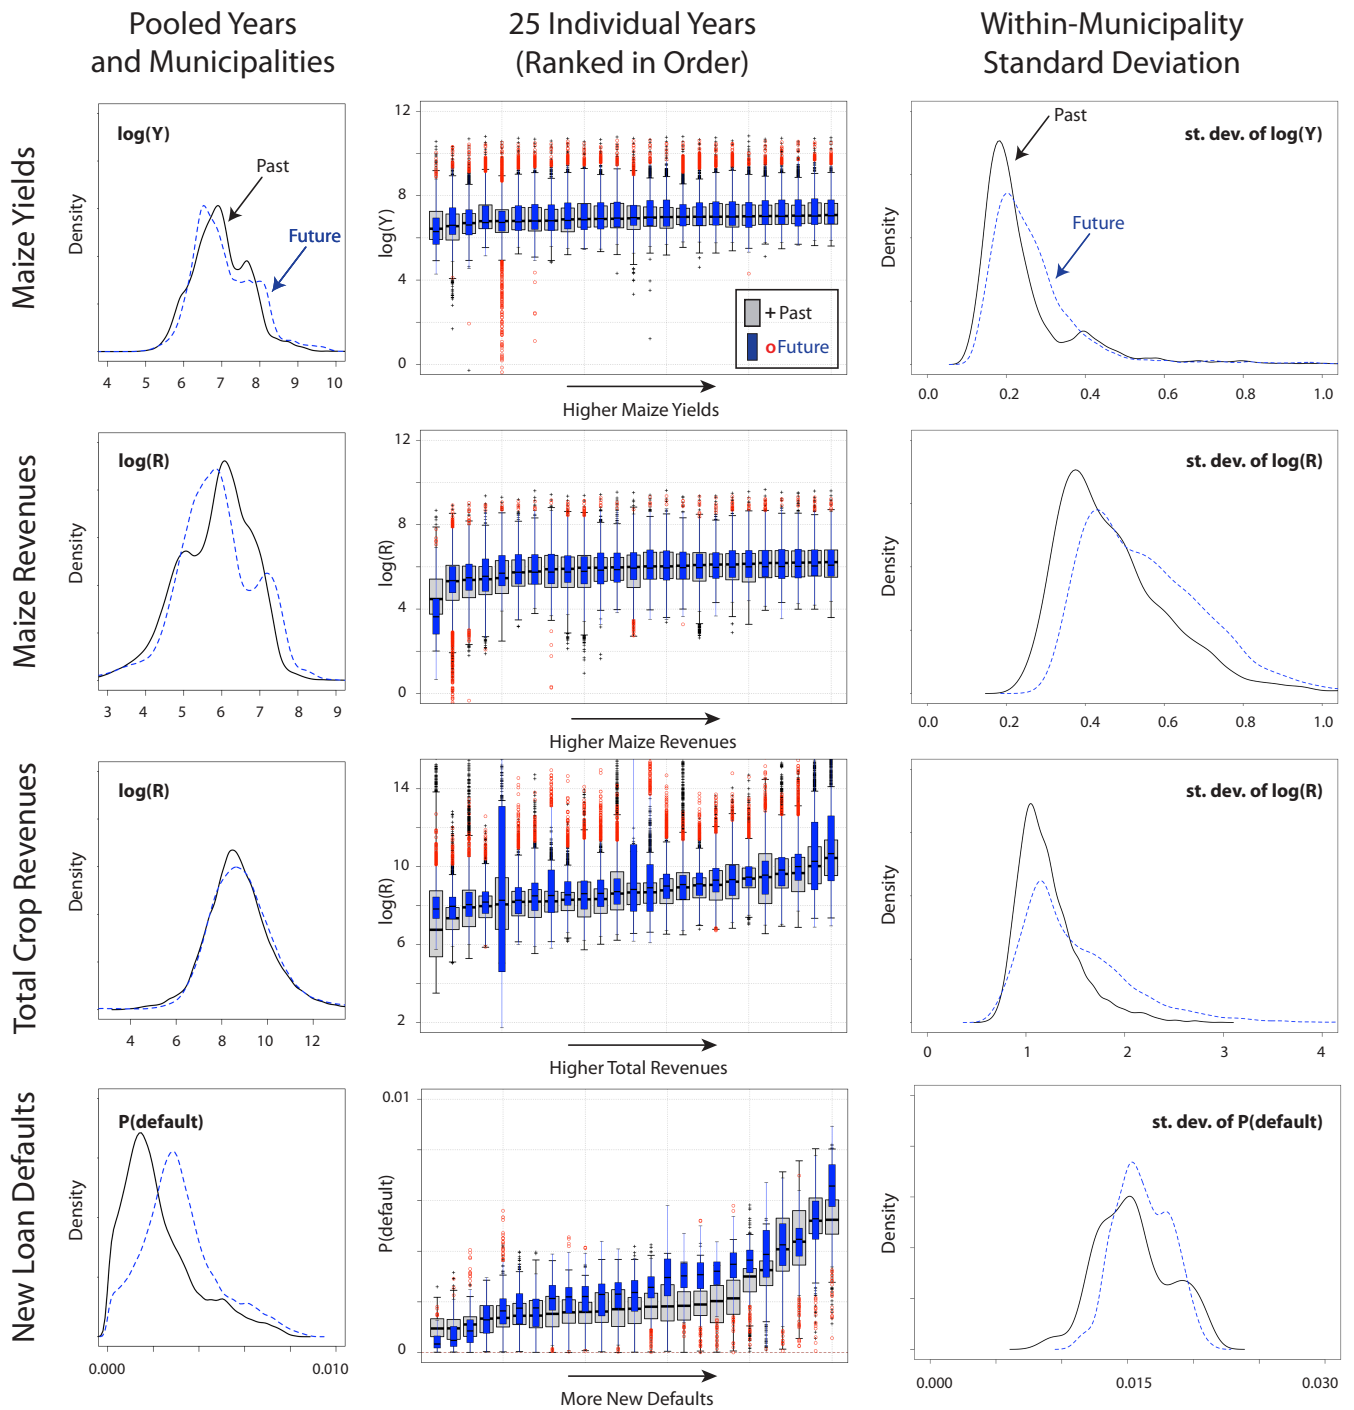 Pooled Years
and Municipalities
25 Individual Years
(Ranked in Order)
Within-Municipality
Standard Deviation
Maize Yields
Density
log(Y)
Past
Future
4 5 6 7 8 9 10
log(Y)
12
8
4
0
+ Past
o Future
Higher Maize Yields
Density
st. dev. of log(Y)
Past
Future
0.0 0.2 0.4 0.6 0.8 1.0
Maize Revenues
Density
log(R)
3 4 5 6 7 8 9
log(R)
12
8
4
0
Higher Maize Revenues
Density
st. dev. of log(R)
0.0 0.2 0.4 0.6 0.8 1.0
Total Crop Revenues
Density
log(R)
4 6 8 10 12
log(R)
14
10
6
2
Higher Total Revenues
Density
st. dev. of log(R)
0 1 2 3 4
New Loan Defaults
Density
P(default)
0.000 0.010
P(default)
0.01
0
More New Defaults
Density
st. dev. of P(default)
0.000 0.015 0.030